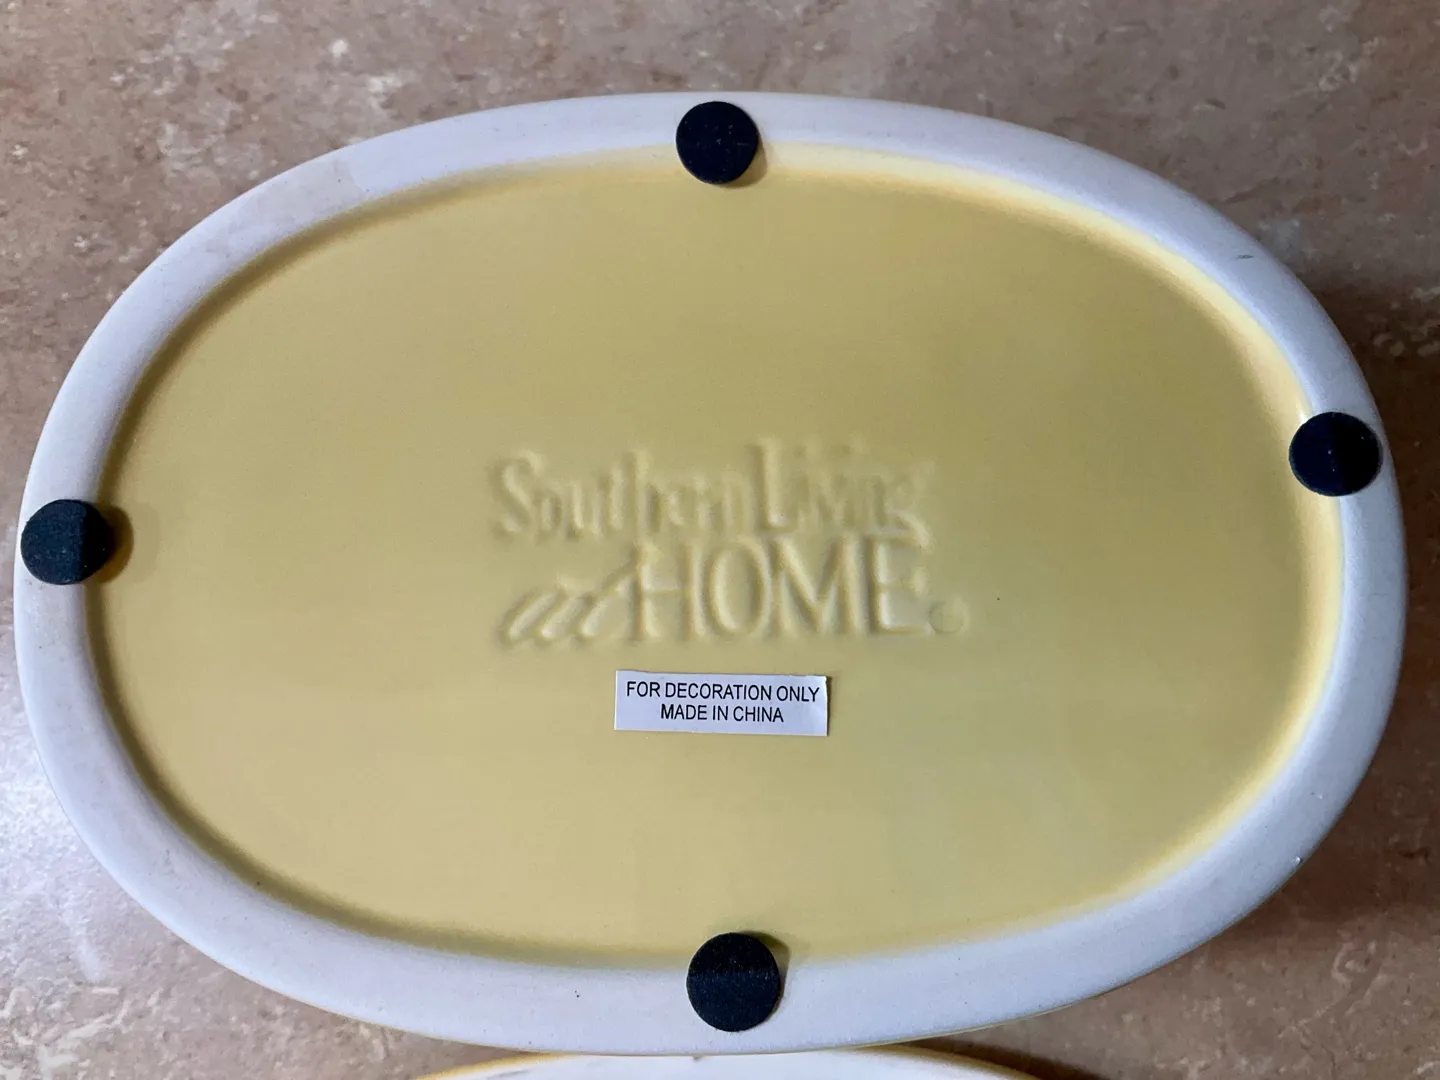 Southern Living
at HOME®
FOR DECORATION ONLY
MADE IN CHINA